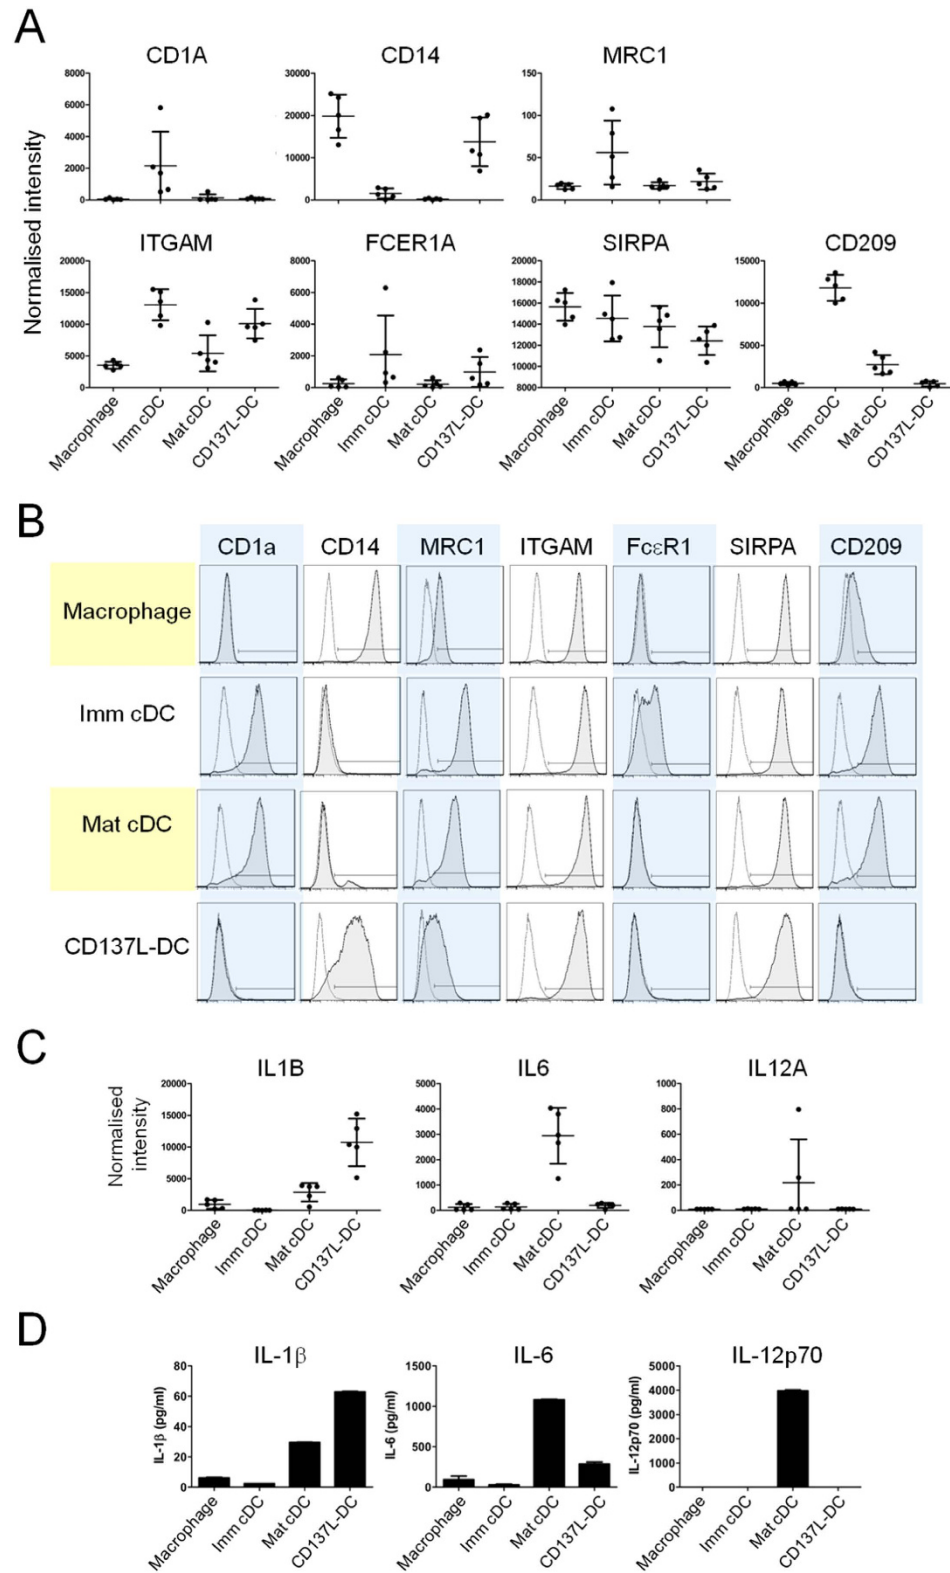 A
CD1A CD14 MRC1
Normalised intensity
8000 6000 4000 2000 0
30000 20000 10000 0
150 100 50 0
ITGAM FCER1A SIRPA CD209
20000 15000 10000 5000 0
8000 6000 4000 2000 0
20000 18000 16000 14000 12000 10000 8000
15000 10000 5000 0
Macrophage Imm cDC Mat cDC CD137L-DC
Macrophage Imm cDC Mat cDC CD137L-DC
Macrophage Imm cDC Mat cDC CD137L-DC
Macrophage Imm cDC Mat cDC CD137L-DC
B
CD1a CD14 MRC1 ITGAM FcεR1 SIRPA CD209
Macrophage
Imm cDC
Mat cDC
CD137L-DC
C
IL1B IL6 IL12A
Normalised
intensity
20000 15000 10000 5000 0
5000 4000 3000 2000 1000 0
1000 800 600 400 200 0
Macrophage Imm cDC Mat cDC CD137L-DC
Macrophage Imm cDC Mat cDC CD137L-DC
Macrophage Imm cDC Mat cDC CD137L-DC
D
IL-1β IL-6 IL-12p70
IL-1β (pg/ml)
80 60 40 20 0
IL-6 (pg/ml)
1500 1000 500 0
IL-12p70 (pg/ml)
5000 4000 3000 2000 1000 0
Macrophage Imm cDC Mat cDC CD137L-DC
Macrophage Imm cDC Mat cDC CD137L-DC
Macrophage Imm cDC Mat cDC CD137L-DC